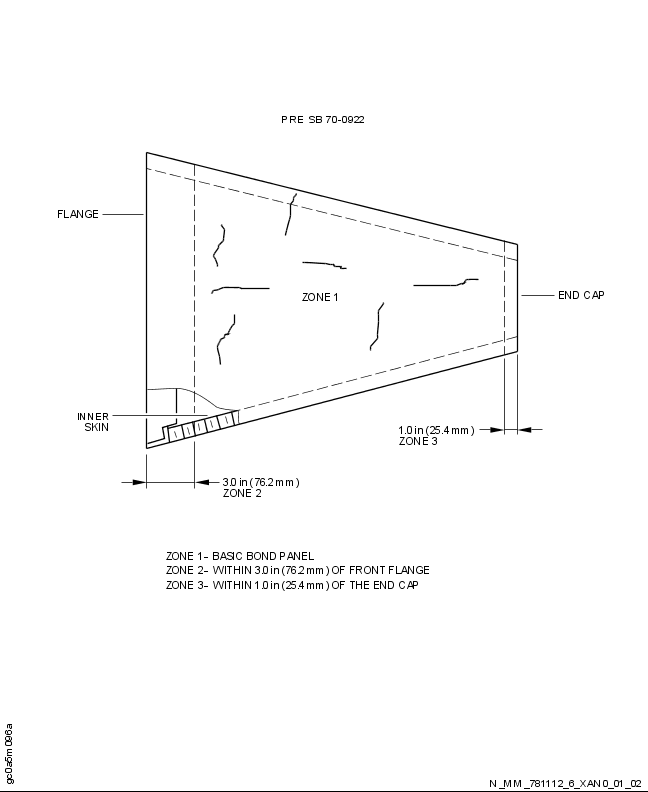 PRE SB 70-0922
FLANGE
ZONE 1
END CAP
INNER
SKIN
1.0 in (25.4 mm)
ZONE 3
3.0 in (76.2 mm)
ZONE 2
ZONE 1– BASIC BOND PANEL
ZONE 2– WITHIN 3.0 in (76.2 mm) OF FRONT FLANGE
ZONE 3– WITHIN 1.0 in (25.4 mm) OF THE END CAP
gc0a5m096a
N_MM_781112_6_XAN0_01_02